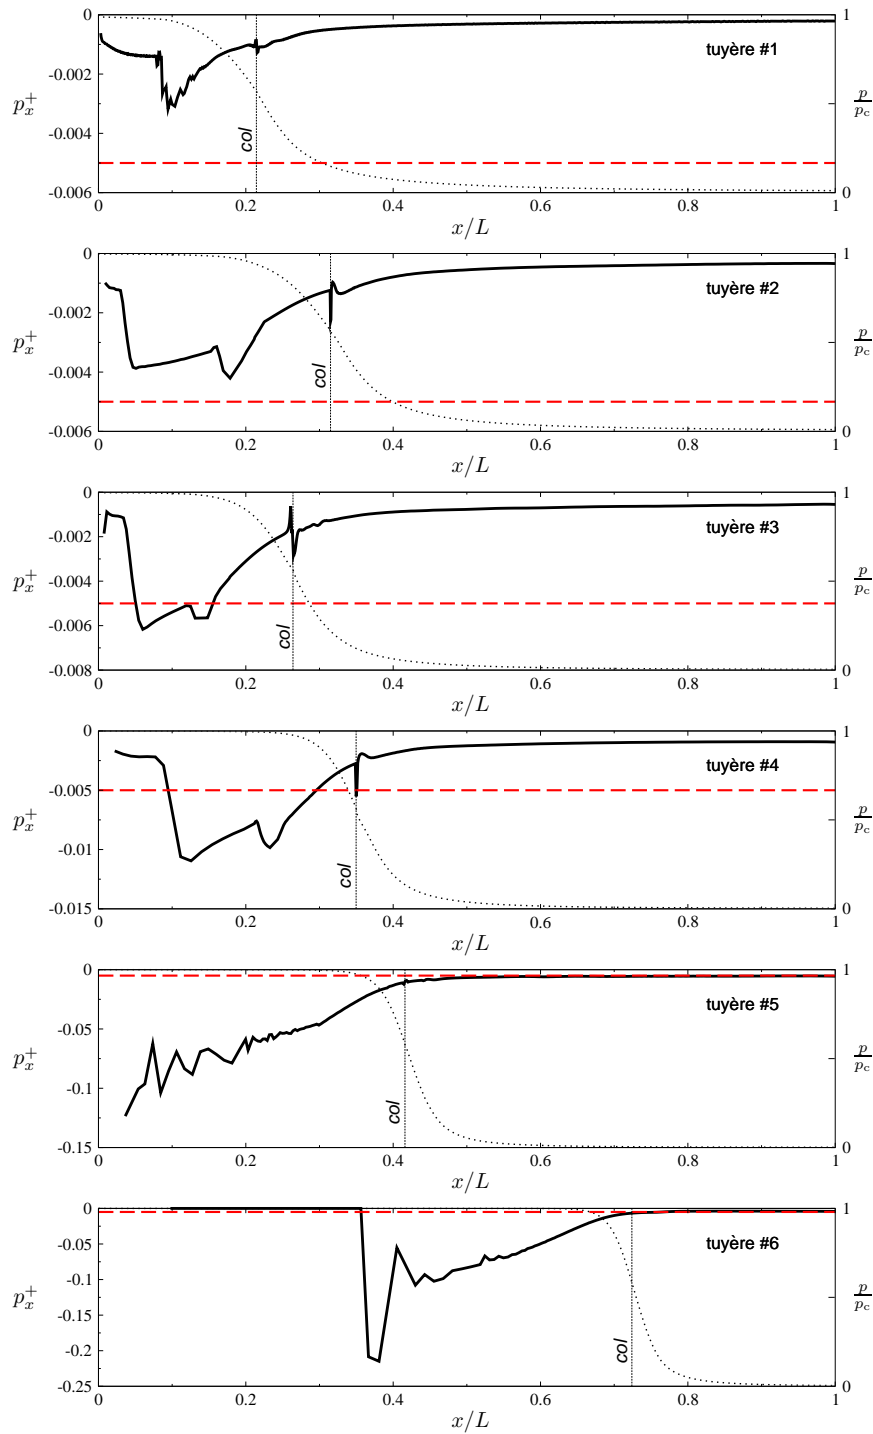 0
-0.002
-0.004
-0.006
p_x^+
tuyère #1
col
1
p/p_c
0
0 0.2 0.4 0.6 0.8 1
x/L
0
-0.002
-0.004
-0.006
p_x^+
tuyère #2
col
1
p/p_c
0
0 0.2 0.4 0.6 0.8 1
x/L
0
-0.002
-0.004
-0.006
-0.008
p_x^+
tuyère #3
col
1
p/p_c
0
0 0.2 0.4 0.6 0.8 1
x/L
0
-0.005
-0.01
-0.015
p_x^+
tuyère #4
col
1
p/p_c
0
0 0.2 0.4 0.6 0.8 1
x/L
0
-0.05
-0.1
-0.15
p_x^+
tuyère #5
col
1
p/p_c
0
0 0.2 0.4 0.6 0.8 1
x/L
0
-0.05
-0.1
-0.15
-0.2
-0.25
p_x^+
tuyère #6
col
1
p/p_c
0
0 0.2 0.4 0.6 0.8 1
x/L